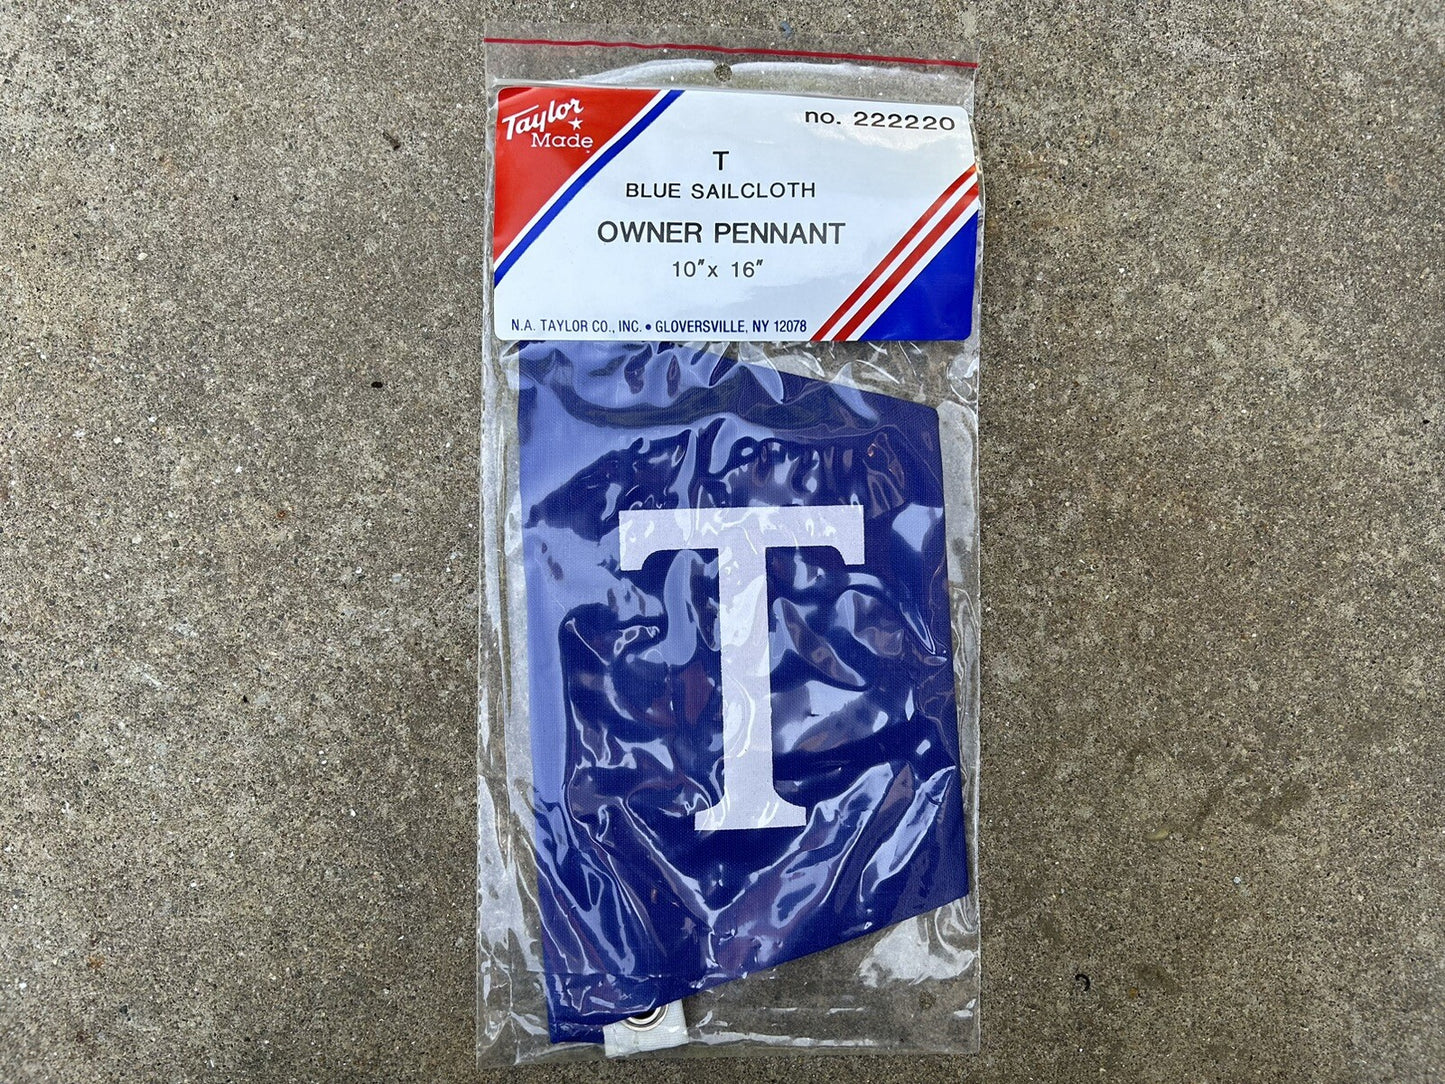 Taylor
Made
no. 222220
T
BLUE SAILCLOTH
OWNER PENNANT
10" x 16"
N.A. TAYLOR CO., INC. • GLOVERSVILLE, NY 12078
T